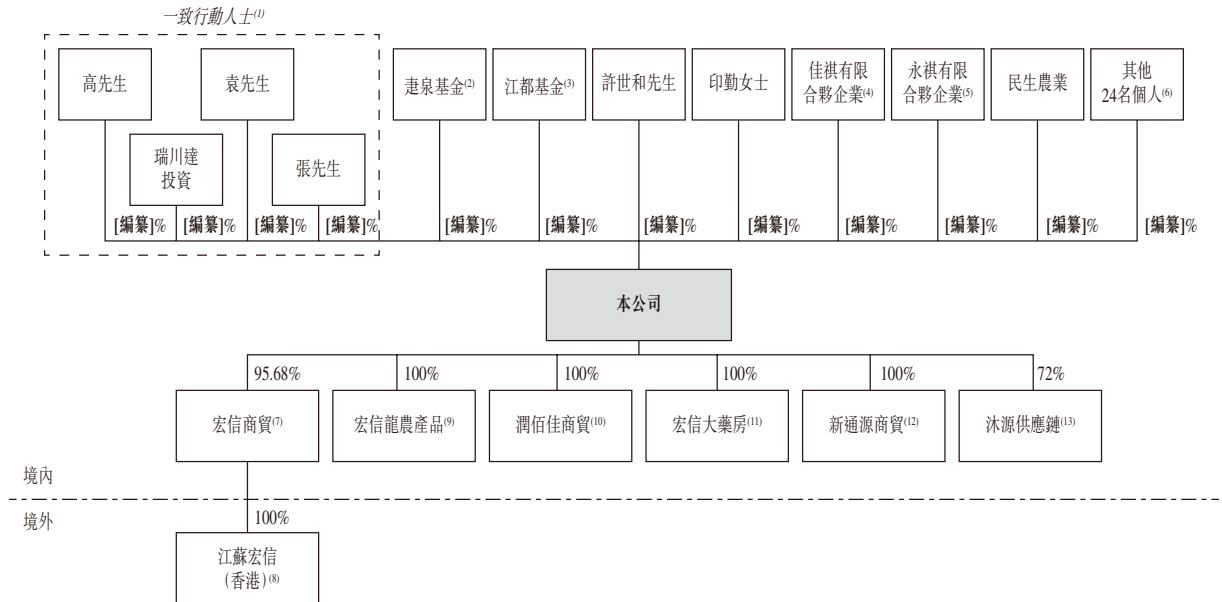 一致行動人士(1)
高先生
袁先生
疌泉基金(2)
江都基金(3)
許世和先生
印勤女士
佳祺有限
合夥企業(4)
永祺有限
合夥企業(5)
民生農業
其他
24名個人(6)
瑞川達
投資
張先生
[編纂]%
[編纂]%
[編纂]%
[編纂]%
[編纂]%
[編纂]%
[編纂]%
[編纂]%
[編纂]%
[編纂]%
[編纂]%
[編纂]%
本公司
95.68%
100%
100%
100%
100%
72%
宏信商貿(7)
宏信龍農產品(9)
潤佰佳商貿(10)
宏信大藥房(11)
新通源商貿(12)
沐源供應鏈(13)
境內
境外
100%
江蘇宏信
(香港)(8)